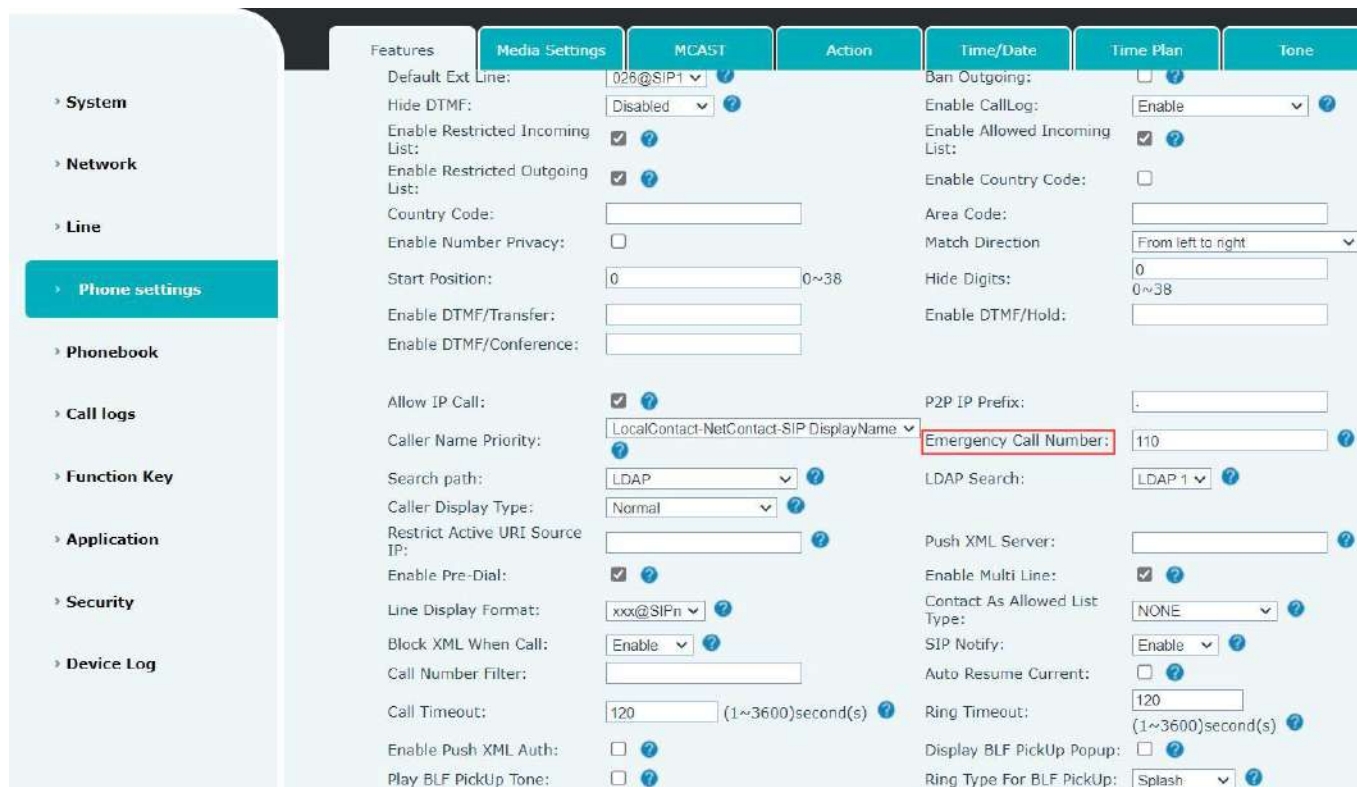 Features Media Settings MCAST Action Time/Date Time Plan Tone
› System
› Network
› Line
› Phone settings
› Phonebook
› Call logs
› Function Key
› Application
› Security
› Device Log
Default Ext Line: 026@SIP1 Ban Outgoing:
Hide DTMF: Disabled Enable CallLog: Enable
Enable Restricted Incoming List: Enable Allowed Incoming List:
Enable Restricted Outgoing List: Enable Country Code:
Country Code: Area Code:
Enable Number Privacy: Match Direction From left to right
Start Position: 0 0~38 Hide Digits: 0 0~38
Enable DTMF/Transfer: Enable DTMF/Hold:
Enable DTMF/Conference:
Allow IP Call: P2P IP Prefix: .
Caller Name Priority: LocalContact-NetContact-SIP DisplayName Emergency Call Number: 110
Search path: LDAP LDAP Search: LDAP 1
Caller Display Type: Normal
Restrict Active URI Source IP: Push XML Server:
Enable Pre-Dial: Enable Multi Line:
Line Display Format: xxx@SIPn Contact As Allowed List Type: NONE
Block XML When Call: Enable SIP Notify: Enable
Call Number Filter: Auto Resume Current:
Call Timeout: 120 (1~3600)second(s) Ring Timeout: 120 (1~3600)second(s)
Enable Push XML Auth: Display BLF PickUp Popup:
Play BLF PickUp Tone: Ring Type For BLF PickUp: Splash